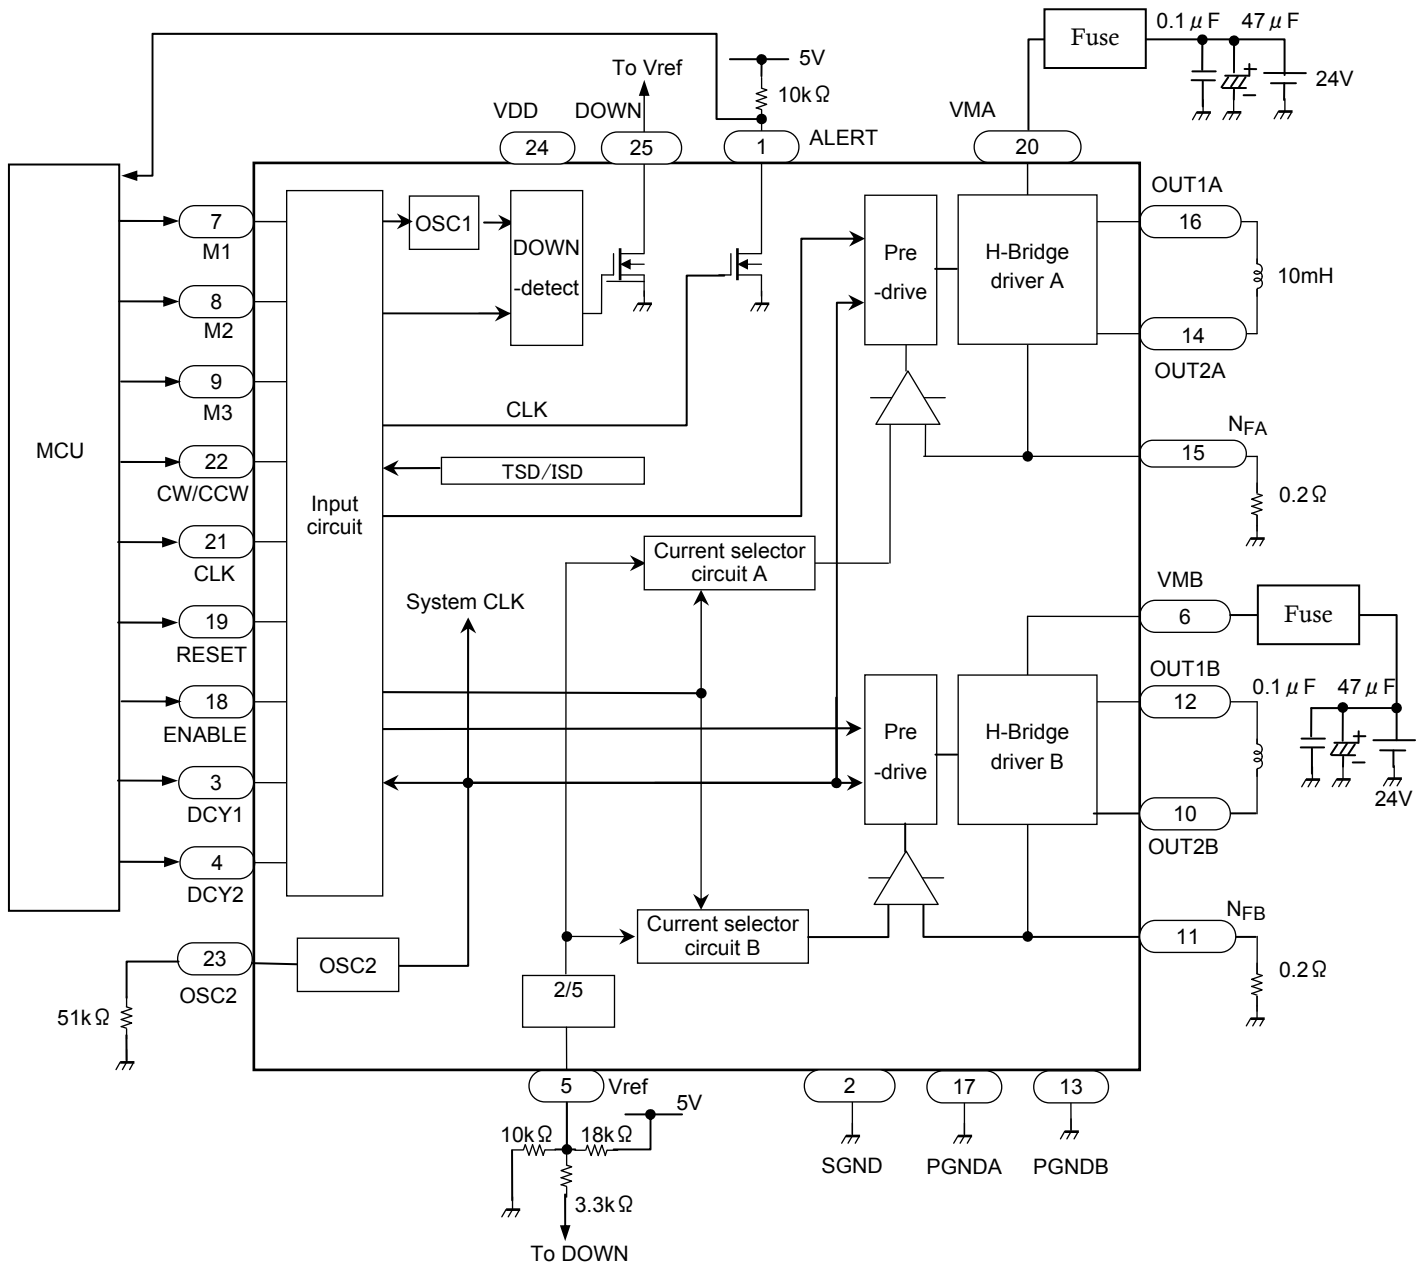 Fuse
0.1 μ F 47 μ F
24V
5V
To Vref
10kΩ
VDD
DOWN
ALERT
VMA
24
25
1
20
MCU
7
M1
8
M2
9
M3
22
CW/CCW
21
CLK
19
RESET
18
ENABLE
3
DCY1
4
DCY2
23
OSC2
51kΩ
Input
circuit
OSC1
DOWN
-detect
CLK
TSD/ISD
System CLK
OSC2
Current selector
circuit A
Current selector
circuit B
2/5
Pre
-drive
H-Bridge
driver A
Pre
-drive
H-Bridge
driver B
OUT1A
16
10mH
14
OUT2A
NFA
15
0.2Ω
VMB
6
Fuse
OUT1B
12
0.1 μ F 47 μ F
24V
10
OUT2B
NFB
11
0.2Ω
5
Vref
5V
10kΩ
18kΩ
3.3kΩ
To DOWN
2
SGND
17
PGNDA
13
PGNDB